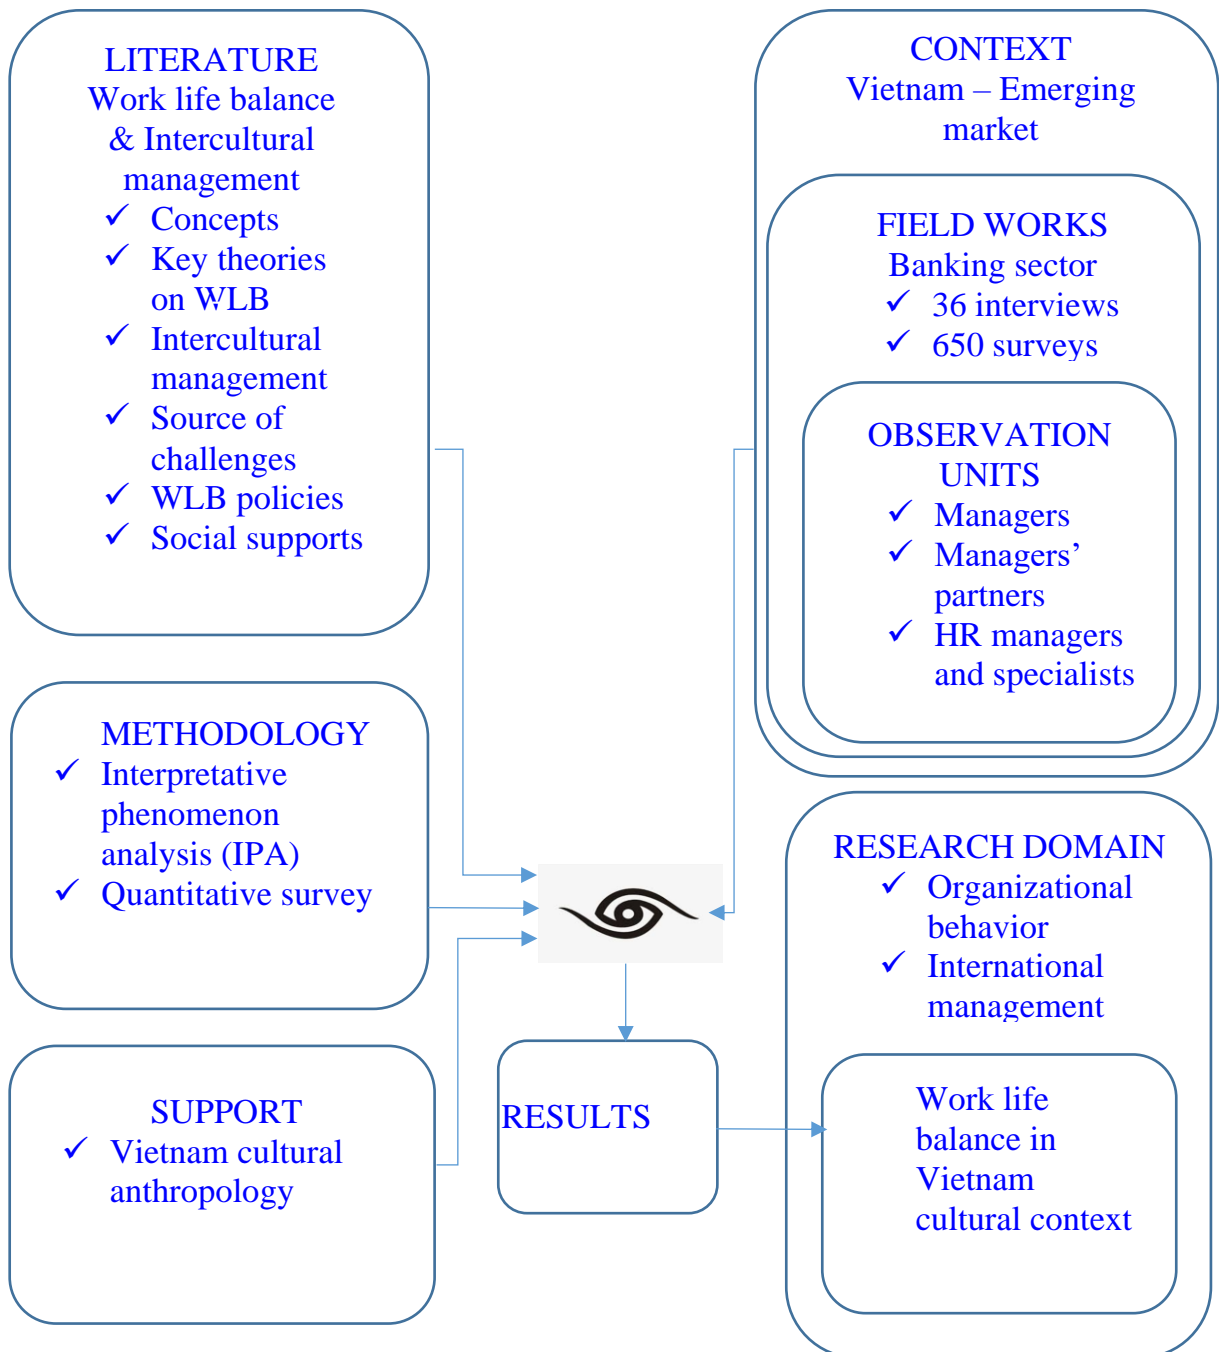 LITERATURE
Work life balance
& Intercultural
management
✓ Concepts
✓ Key theories
on WLB
✓ Intercultural
management
✓ Source of
challenges
✓ WLB policies
✓ Social supports
METHODOLOGY
✓ Interpretative
phenomenon
analysis (IPA)
✓ Quantitative survey
SUPPORT
✓ Vietnam cultural
anthropology
RESULTS
CONTEXT
Vietnam – Emerging
market
FIELD WORKS
Banking sector
✓ 36 interviews
✓ 650 surveys
OBSERVATION
UNITS
✓ Managers
✓ Managers’
partners
✓ HR managers
and specialists
RESEARCH DOMAIN
✓ Organizational
behavior
✓ International
management
Work life
balance in
Vietnam
cultural context